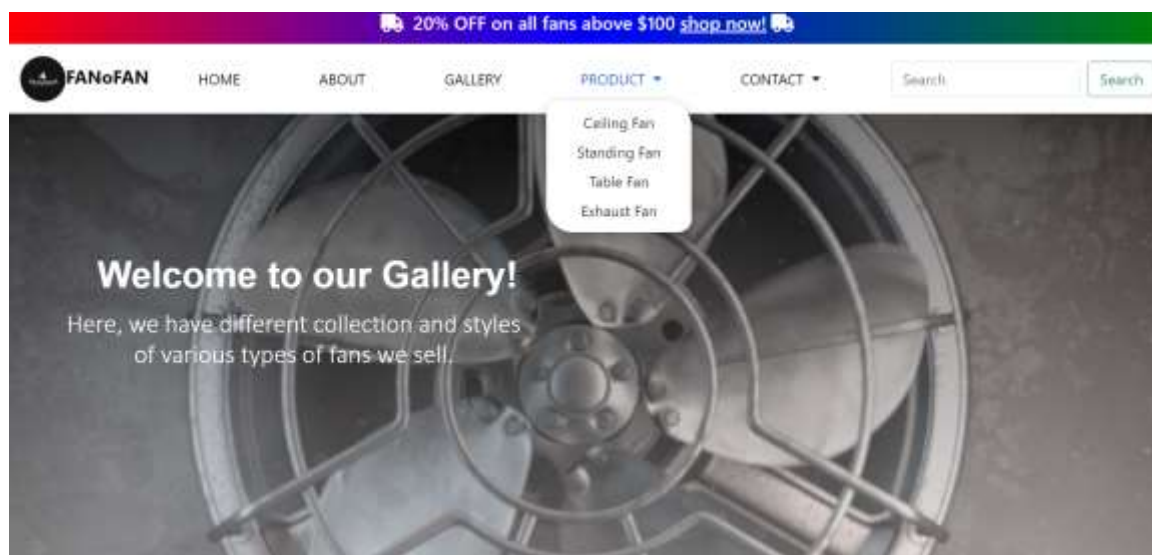 20% OFF on all fans above $100 shop now!
FANoFAN HOME ABOUT GALLERY PRODUCT CONTACT Search Search
Ceiling Fan
Standing Fan
Table Fan
Exhaust Fan
Welcome to our Gallery!
Here, we have different collection and styles
of various types of fans we sell.